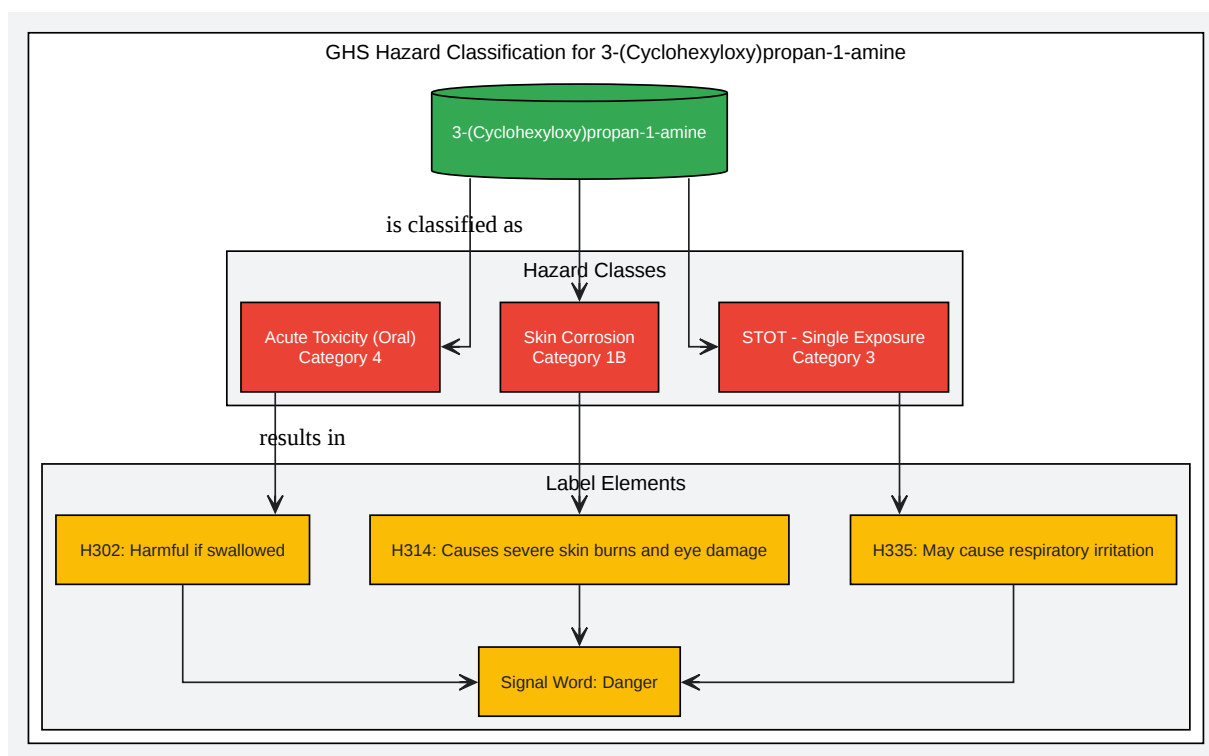 GHS Hazard Classification for 3-(Cyclohexyloxy)propan-1-amine
3-(Cyclohexyloxy)propan-1-amine
is classified as
Hazard Classes
Acute Toxicity (Oral)
Category 4
Skin Corrosion
Category 1B
STOT - Single Exposure
Category 3
results in
Label Elements
H302: Harmful if swallowed
H314: Causes severe skin burns and eye damage
H335: May cause respiratory irritation
Signal Word: Danger